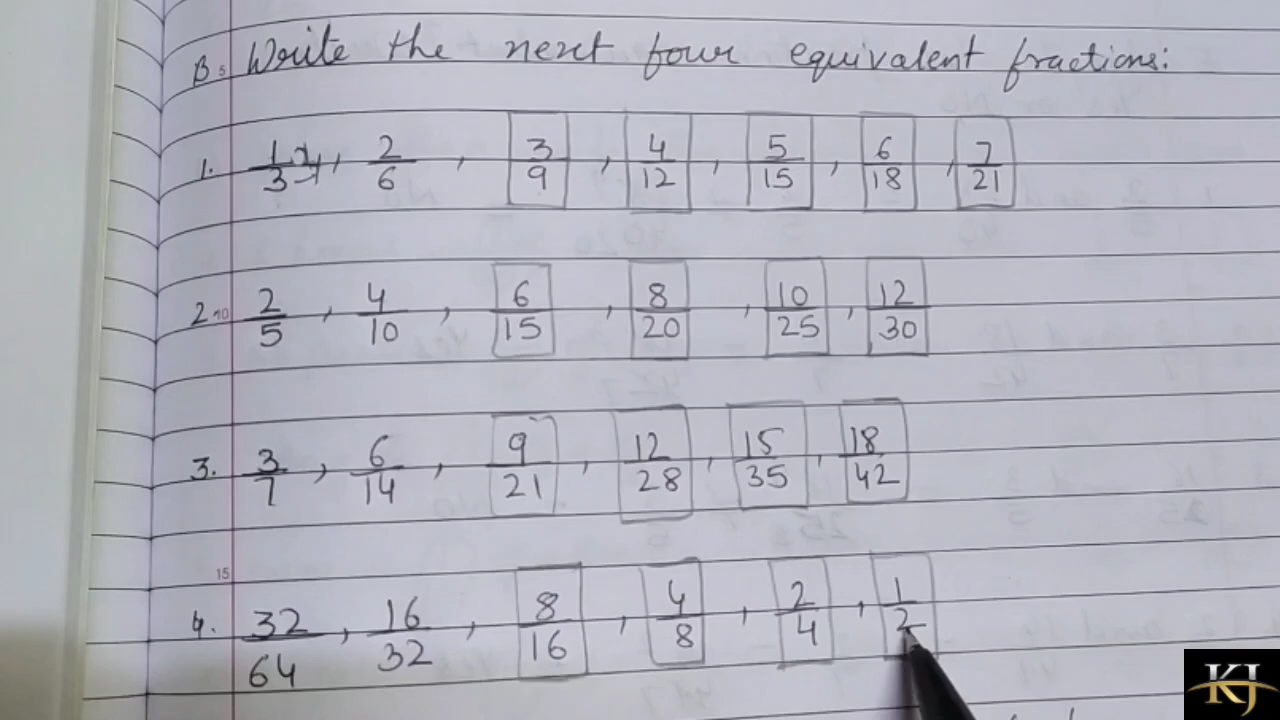 B. Write the next four equivalent fractions:
1. 1/3, 2/6, 3/9, 4/12, 5/15, 6/18, 7/21
2. 2/5, 4/10, 6/15, 8/20, 10/25, 12/30
3. 3/7, 6/14, 9/21, 12/28, 15/35, 18/42
15
4. 32/64, 16/32, 8/16, 4/8, 2/4, 1/2
KJ